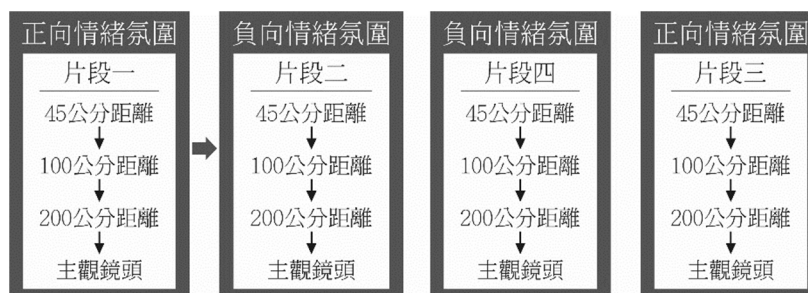 正向情緒氛圍
片段一
45公分距離
100公分距離
200公分距離
主觀鏡頭
負向情緒氛圍
片段二
45公分距離
100公分距離
200公分距離
主觀鏡頭
負向情緒氛圍
片段四
45公分距離
100公分距離
200公分距離
主觀鏡頭
正向情緒氛圍
片段三
45公分距離
100公分距離
200公分距離
主觀鏡頭